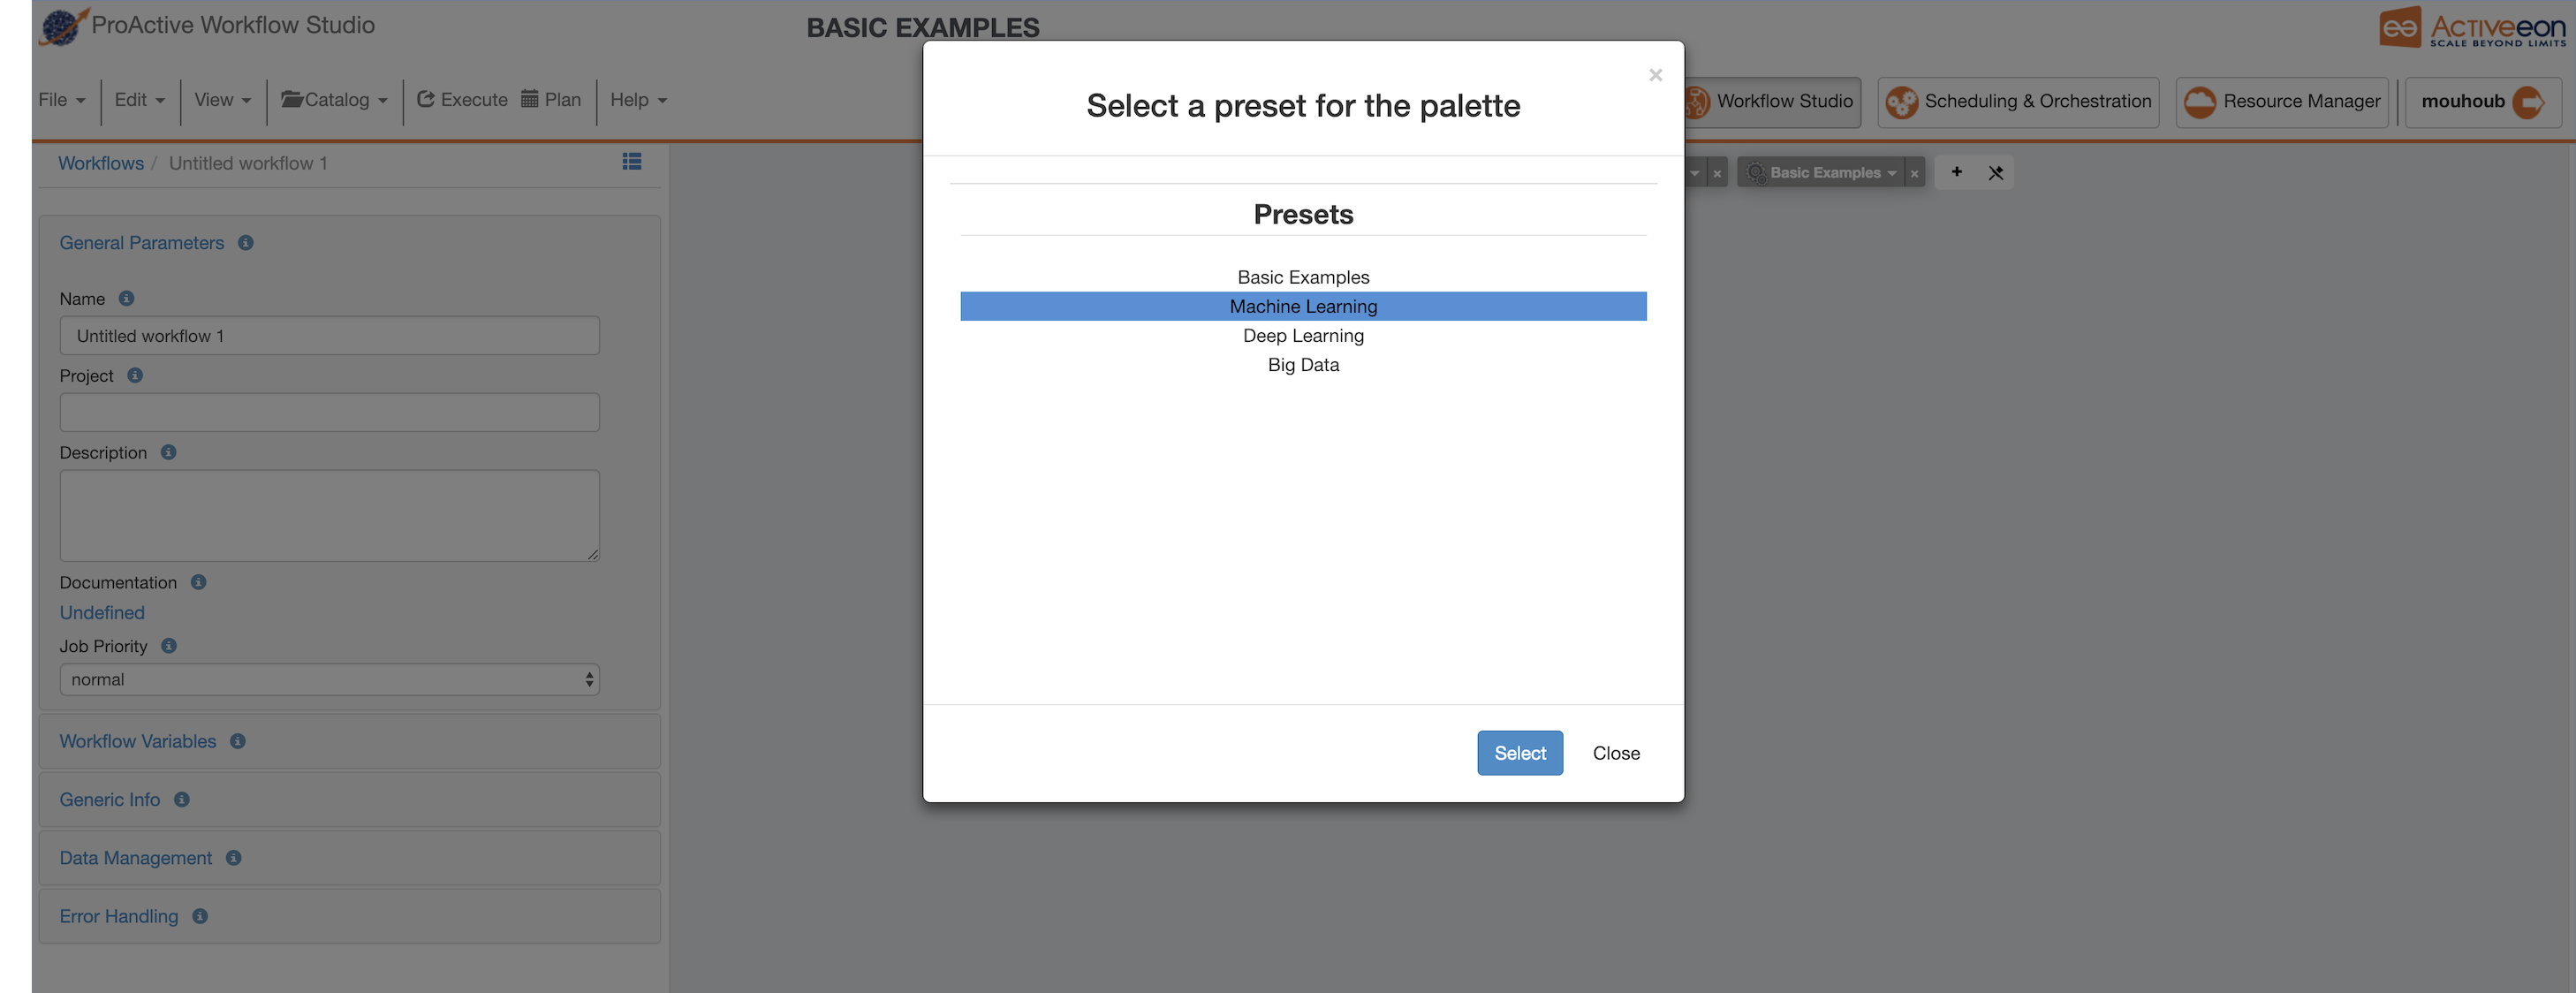 ProActive Workflow Studio
BASIC EXAMPLES
ee ACTIVeeon
SCALE BEYOND LIMITS
File
Edit
View
Catalog
Execute
Plan
Help
Workflow Studio
Scheduling & Orchestration
Resource Manager
mouhoub
Workflows / Untitled workflow 1
× Basic Examples ×
General Parameters
Name
Untitled workflow 1
Project
Description
Documentation
Undefined
Job Priority
normal
Workflow Variables
Generic Info
Data Management
Error Handling
×
Select a preset for the palette
Presets
Basic Examples
Machine Learning
Deep Learning
Big Data
Select
Close